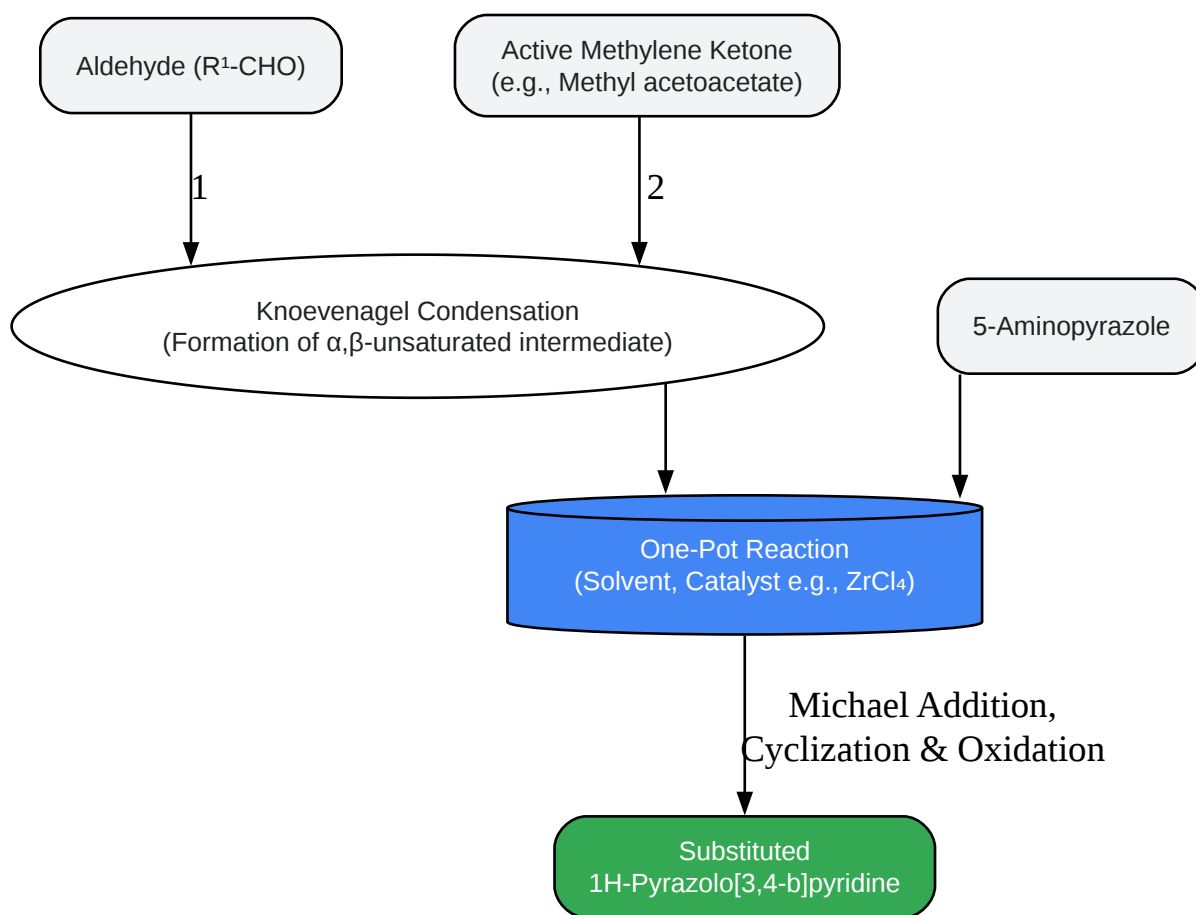 Aldehyde (R¹-CHO)
Active Methylene Ketone
(e.g., Methyl acetoacetate)
1
2
Knoevenagel Condensation
(Formation of α,β-unsaturated intermediate)
5-Aminopyrazole
One-Pot Reaction
(Solvent, Catalyst e.g., ZrCl₄)
Michael Addition,
Cyclization & Oxidation
Substituted
1H-Pyrazolo[3,4-b]pyridine